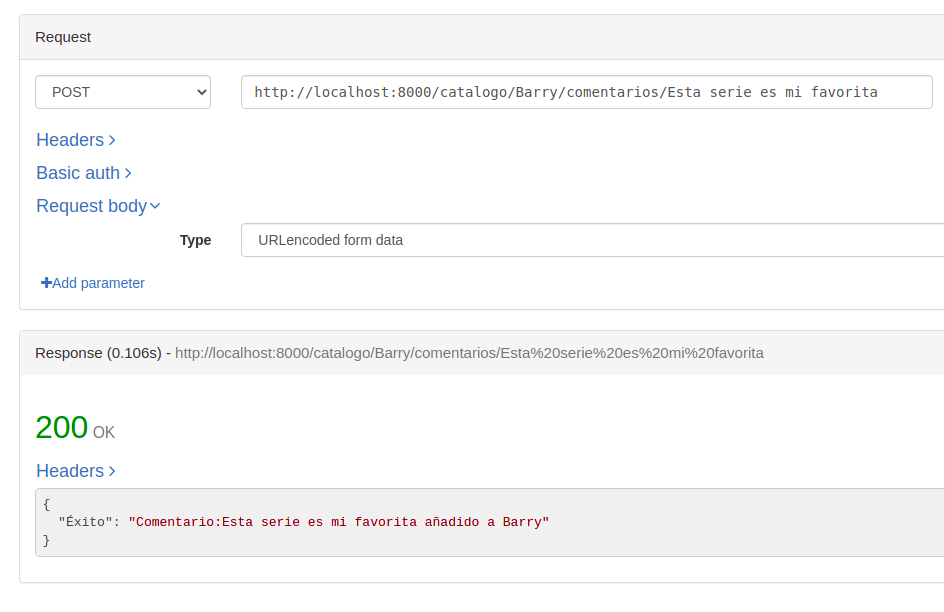 Request
POST
http://localhost:8000/catalogo/Barry/comentarios/Esta serie es mi favorita
Headers
Basic auth
Request body
Type
URLencoded form data
Add parameter
Response (0.106s) - http://localhost:8000/catalogo/Barry/comentarios/Esta%20serie%20es%20mi%20favorita
200 OK
Headers
{
"Éxito": "Comentario:Esta serie es mi favorita añadido a Barry"
}